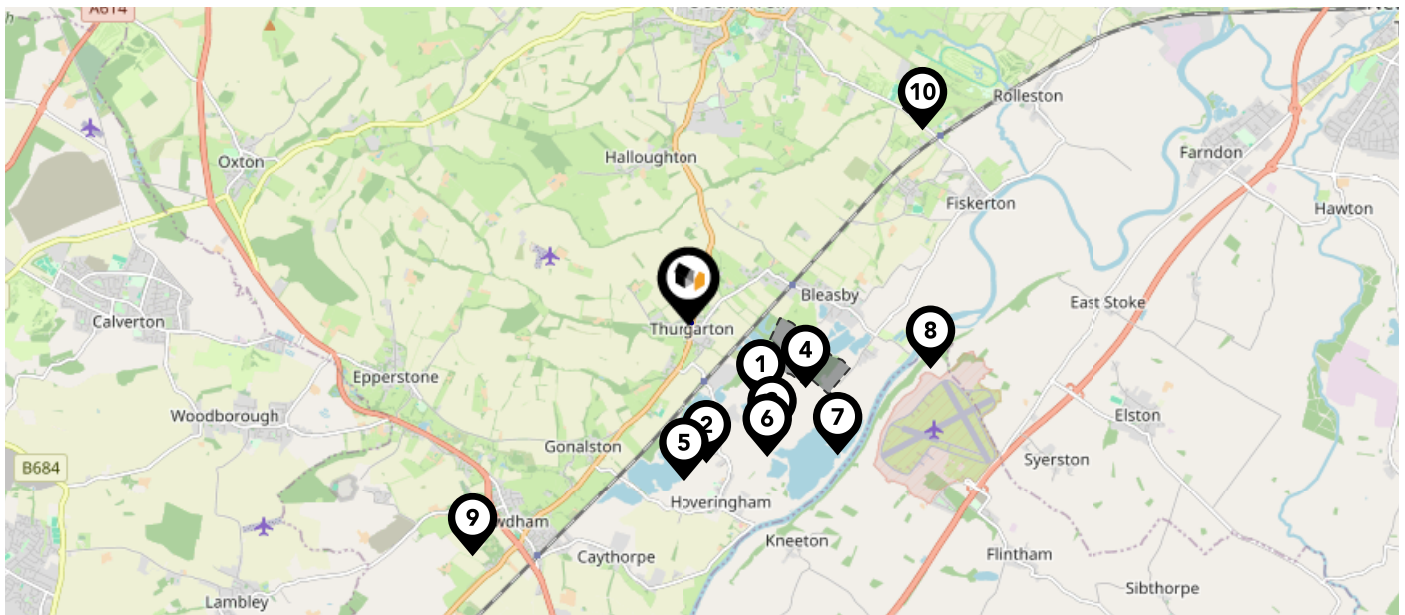 A614
10
Rolleston
Farndon
Oxton
Halloughton
Fiskerton
Hawton
Bleasby
East Stoke
Calverton
Thurgarton
8
1
4
Epperstone
Woodborough
2
6
7
Elston
5
Gonalston
B684
Syerston
Hoveringham
9
wdham
Kneeton
Caythorpe
Flintham
Sibthorpe
Lambley